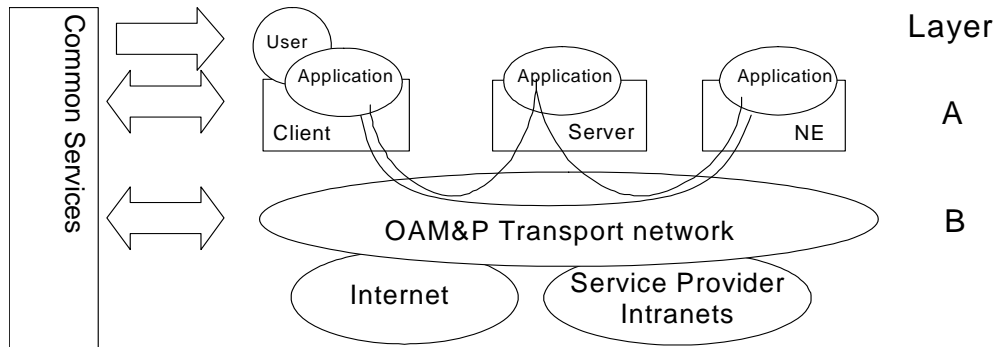 Common Services
Layer
User
Application
Application
Application
Client
Server
NE
A
OAM&P Transport network
B
Internet
Service Provider
Intranets